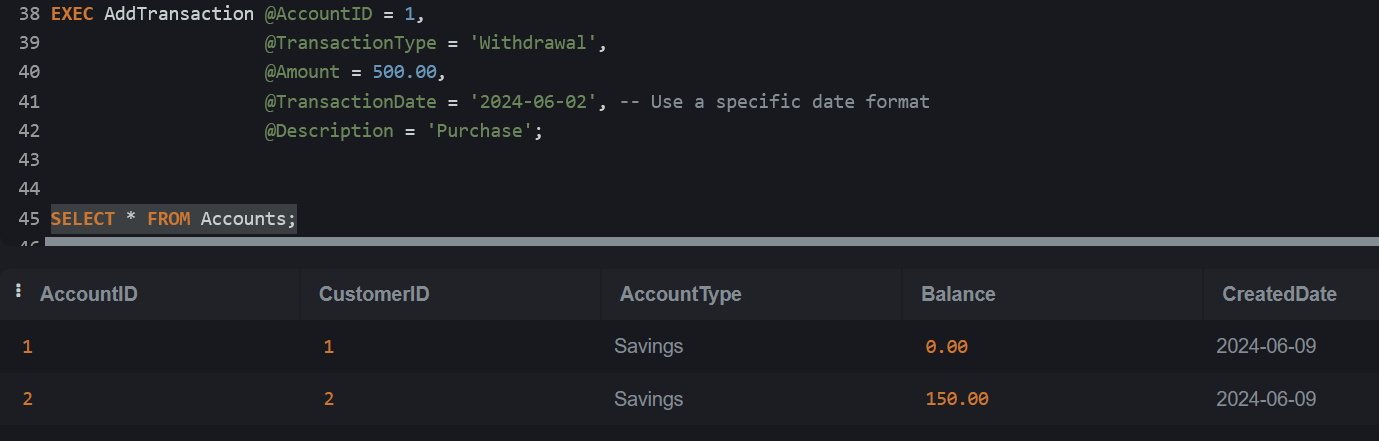 38 EXEC AddTransaction @AccountID = 1,
39 @TransactionType = 'Withdrawal',
40 @Amount = 500.00,
41 @TransactionDate = '2024-06-02', -- Use a specific date format
42 @Description = 'Purchase';
43
44
45 SELECT * FROM Accounts;
46
AccountID CustomerID AccountType Balance CreatedDate
1 1 Savings 0.00 2024-06-09
2 2 Savings 150.00 2024-06-09